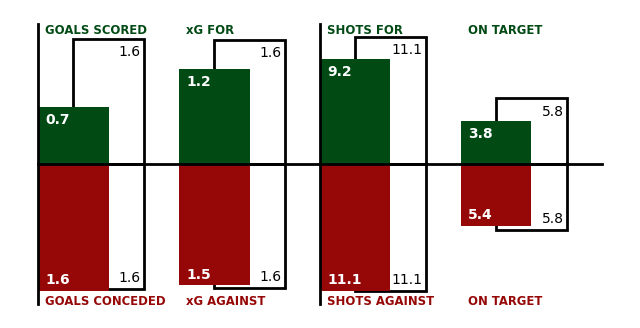 GOALS SCORED xG FOR SHOTS FOR ON TARGET
1.6 1.6 11.1
0.7 1.2 9.2 3.8 5.8
1.6 1.6 1.5 1.6 11.1 11.1 5.4 5.8
GOALS CONCEDED xG AGAINST SHOTS AGAINST ON TARGET